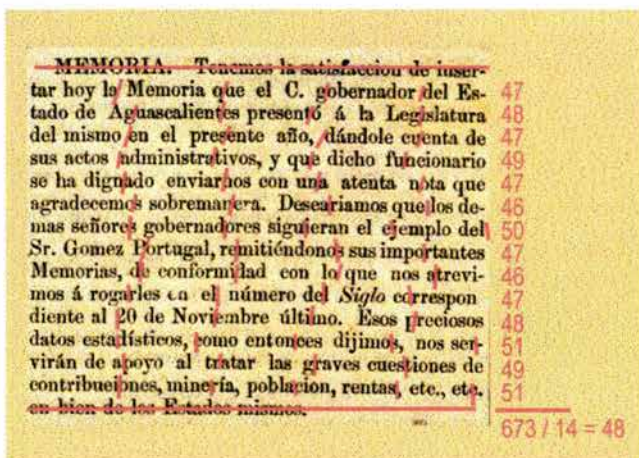 MEMORIA. Tenemos la satisfaccion de inser-
tar hoy la Memoria que el C. gobernador del Es- 47
tado de Aguascalientes presentó á la Legislatura 48
del mismo en el presente año, dándole cuenta de 47
sus actos administrativos, y que dicho funcionario 49
se ha dignado enviarnos con una atenta nota que 47
agradecemos sobremanera. Deseariamos que los de- 46
mas señores gobernadores siguieran el ejemplo del 50
Sr. Gomez Portugal, remitiéndonos sus importantes 47
Memorias, de conformidad con lo que nos atrevi- 46
mos á rogarles en el número del Siglo correspon 47
diente al 20 de Noviembre último. Esos preciosos 48
datos estadísticos, como entonces dijimos, nos ser- 51
virán de apoyo al tratar las graves cuestiones de 49
contribuciones, minería, poblacion, rentas, etc., etc. 51
en bien de los Estados mismos.
673 / 14 = 48